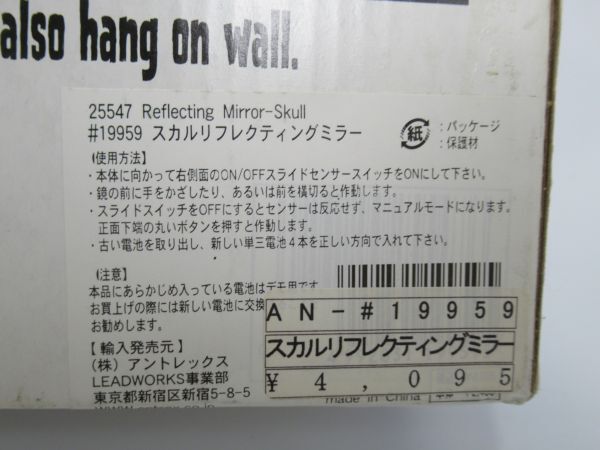 also hang on wall.
25547 Reflecting Mirror-Skull
#19959 スカルリフレクティングミラー
紙 : パッケージ
: 保護材
(使用方法)
・本体に向かって右側面のON/OFFスライドセンサースイッチをONにして下さい。
・鏡の前に手をかざしたり、あるいは前を横切ると作動します。
・スライドスイッチをOFFにするとセンサーは反応せず、マニュアルモードになります。
正面下端の丸いボタンを押すと作動します。
・古い電池を取り出し、新しい単三電池4本を正しい方向で入れて下さい。
(注意)
本品にあらかじめ入っている電池はデモ用です
お買上げの際には新しい電池に交換
お勧めします。
【輸入発売元】
(株) アントレックス
LEADWORKS事業部
東京都新宿区新宿5-8-5
AN-#19959
スカルリフレクティングミラー
¥4,095
made in China